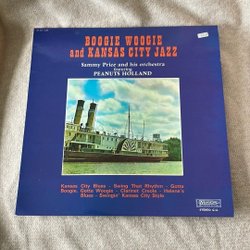 BOOGIE WOOGIE
and KANSAS CITY JAZZ
Sammy Price and his orchestra
featuring
PEANUTS HOLLAND
Kansas City Blues - Swing That Rhythm - Gotta
Boogie, Gotta Woogie - Clarinet Creole - Helena's
Blues - Swingin' Kansas City Style